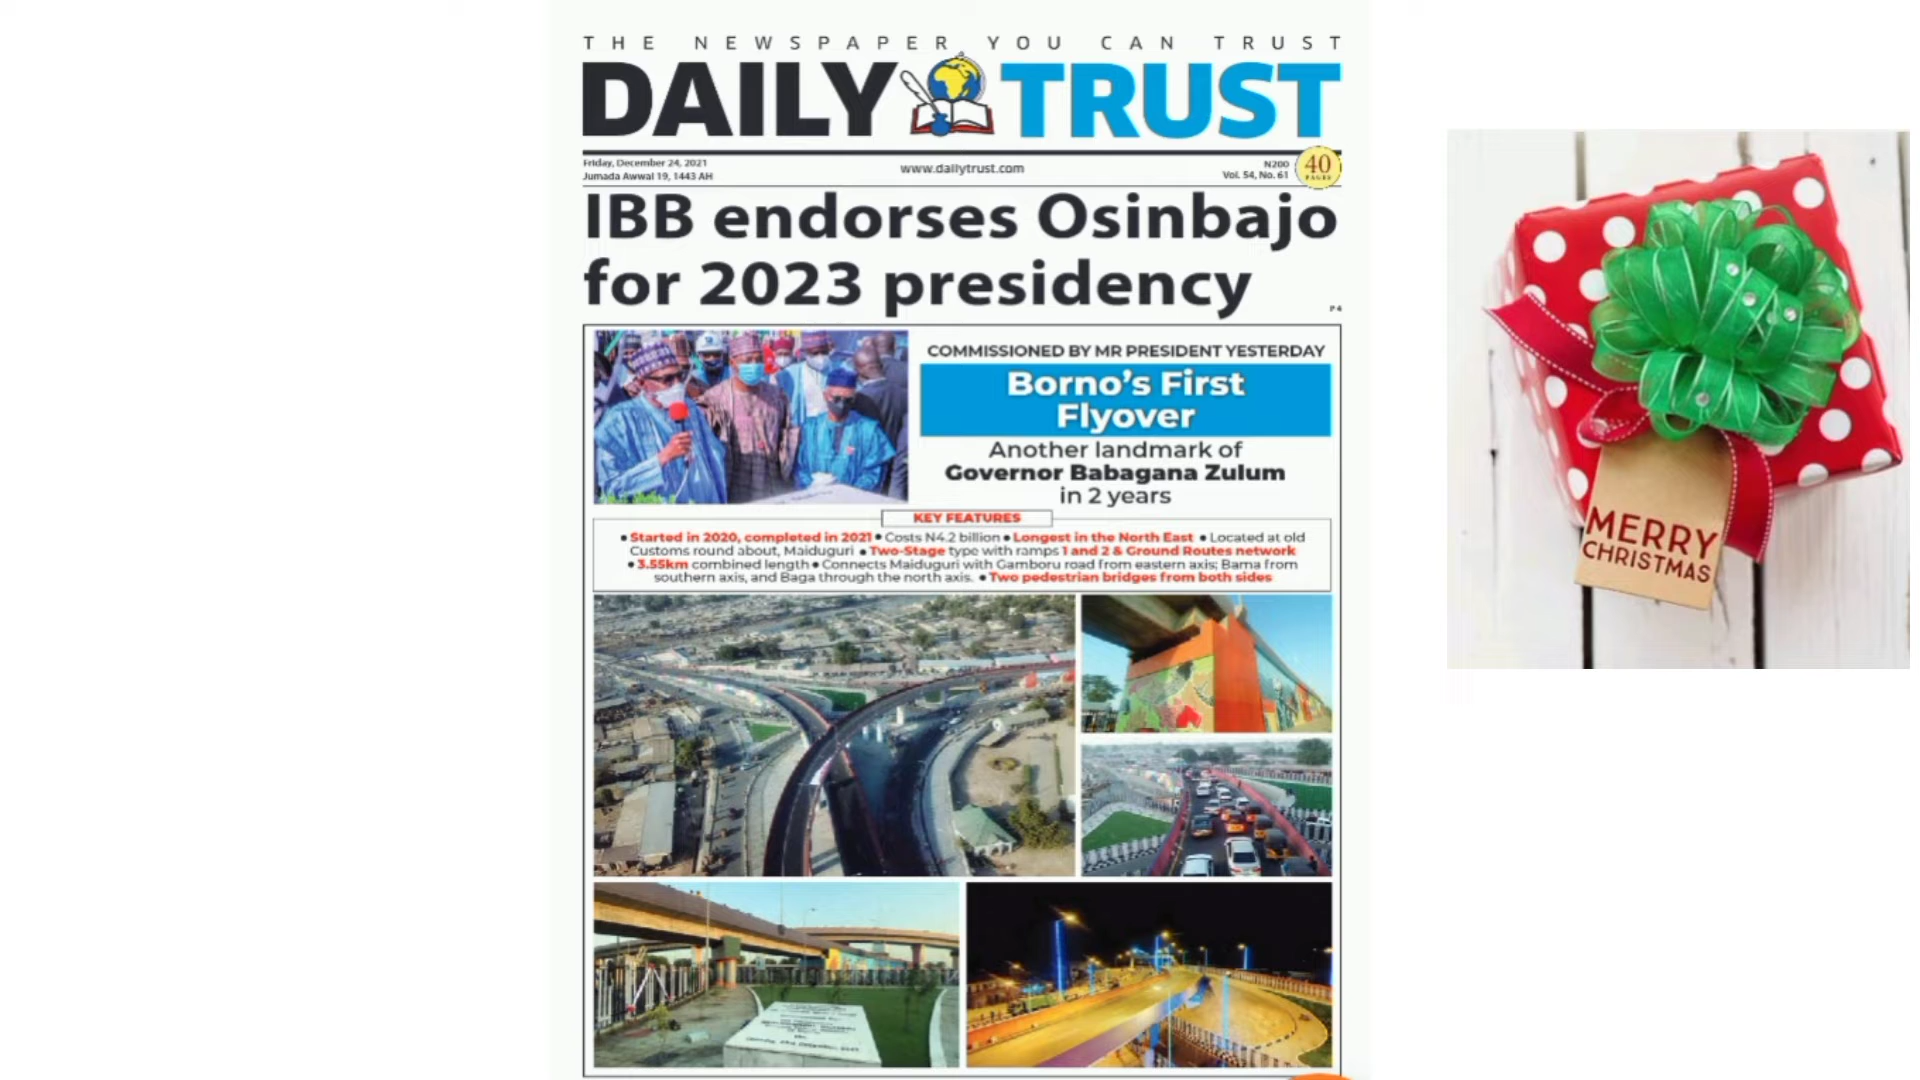 THE NEWSPAPER YOU CAN TRUST
DAILY TRUST
Friday, December 24, 2021
Jumada Awwal 19, 1443 AH
www.dailytrust.com
N200
Vol. 54, No. 61
40
PAGES
IBB endorses Osinbajo
for 2023 presidency
P4
COMMISSIONED BY MR PRESIDENT YESTERDAY
Borno's First
Flyover
Another landmark of
Governor Babagana Zulum
in 2 years
KEY FEATURES
• Started in 2020, completed in 2021 • Costs N4.2 billion • Longest in the North East • Located at old
Customs round about, Maiduguri • Two-Stage type with ramps 1 and 2 & Ground Routes network
• 3.55km combined length • Connects Maiduguri with Gamboru road from eastern axis; Bama from
southern axis, and Baga through the north axis. • Two pedestrian bridges from both sides
MERRY
CHRISTMAS